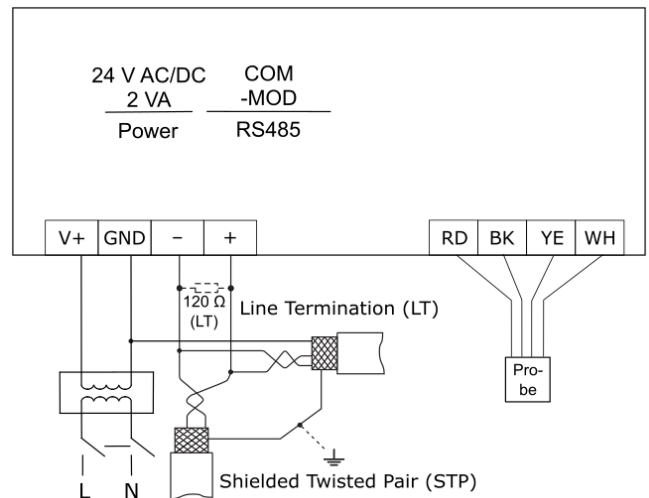 24 V AC/DC
2 VA
Power
COM
-MOD
RS485
V+ GND – + RD BK YE WH
120 Ω
(LT)
Line Termination (LT)
Pro-
be
Shielded Twisted Pair (STP)
L N